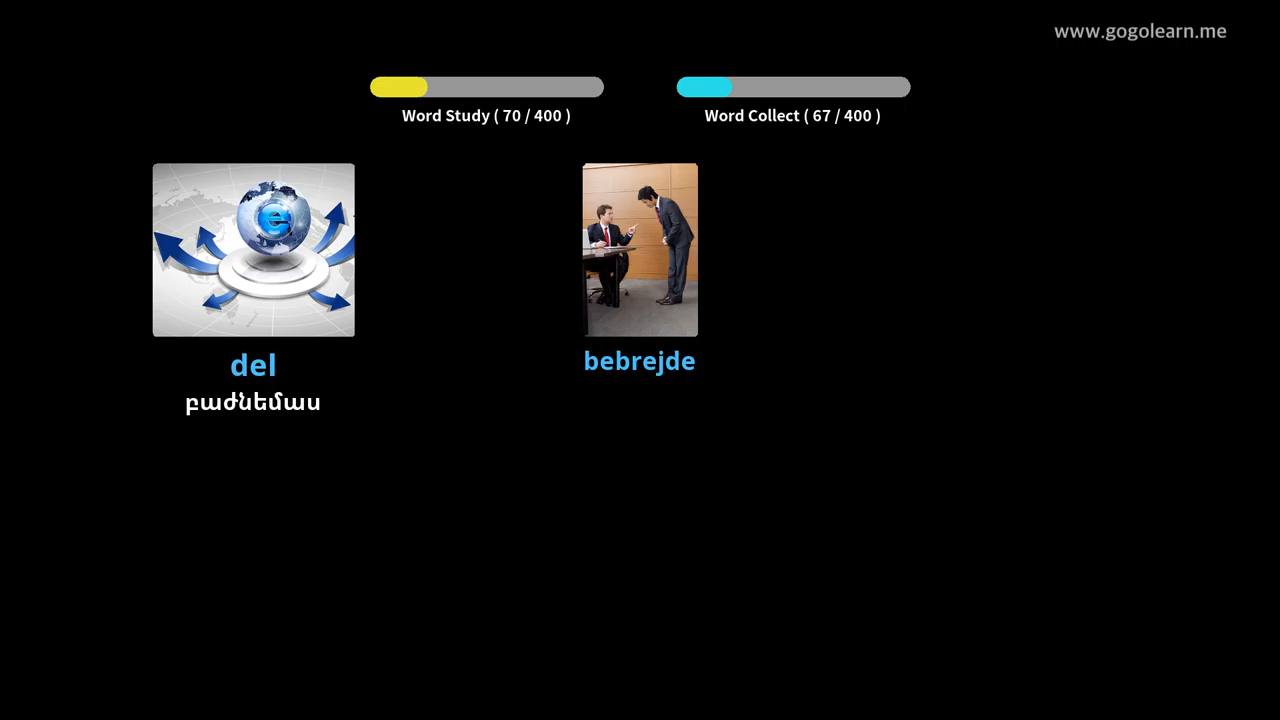 www.gogolearn.me
Word Study ( 70 / 400 )
Word Collect ( 67 / 400 )
e
del
բաժնեմաս
bebrejde